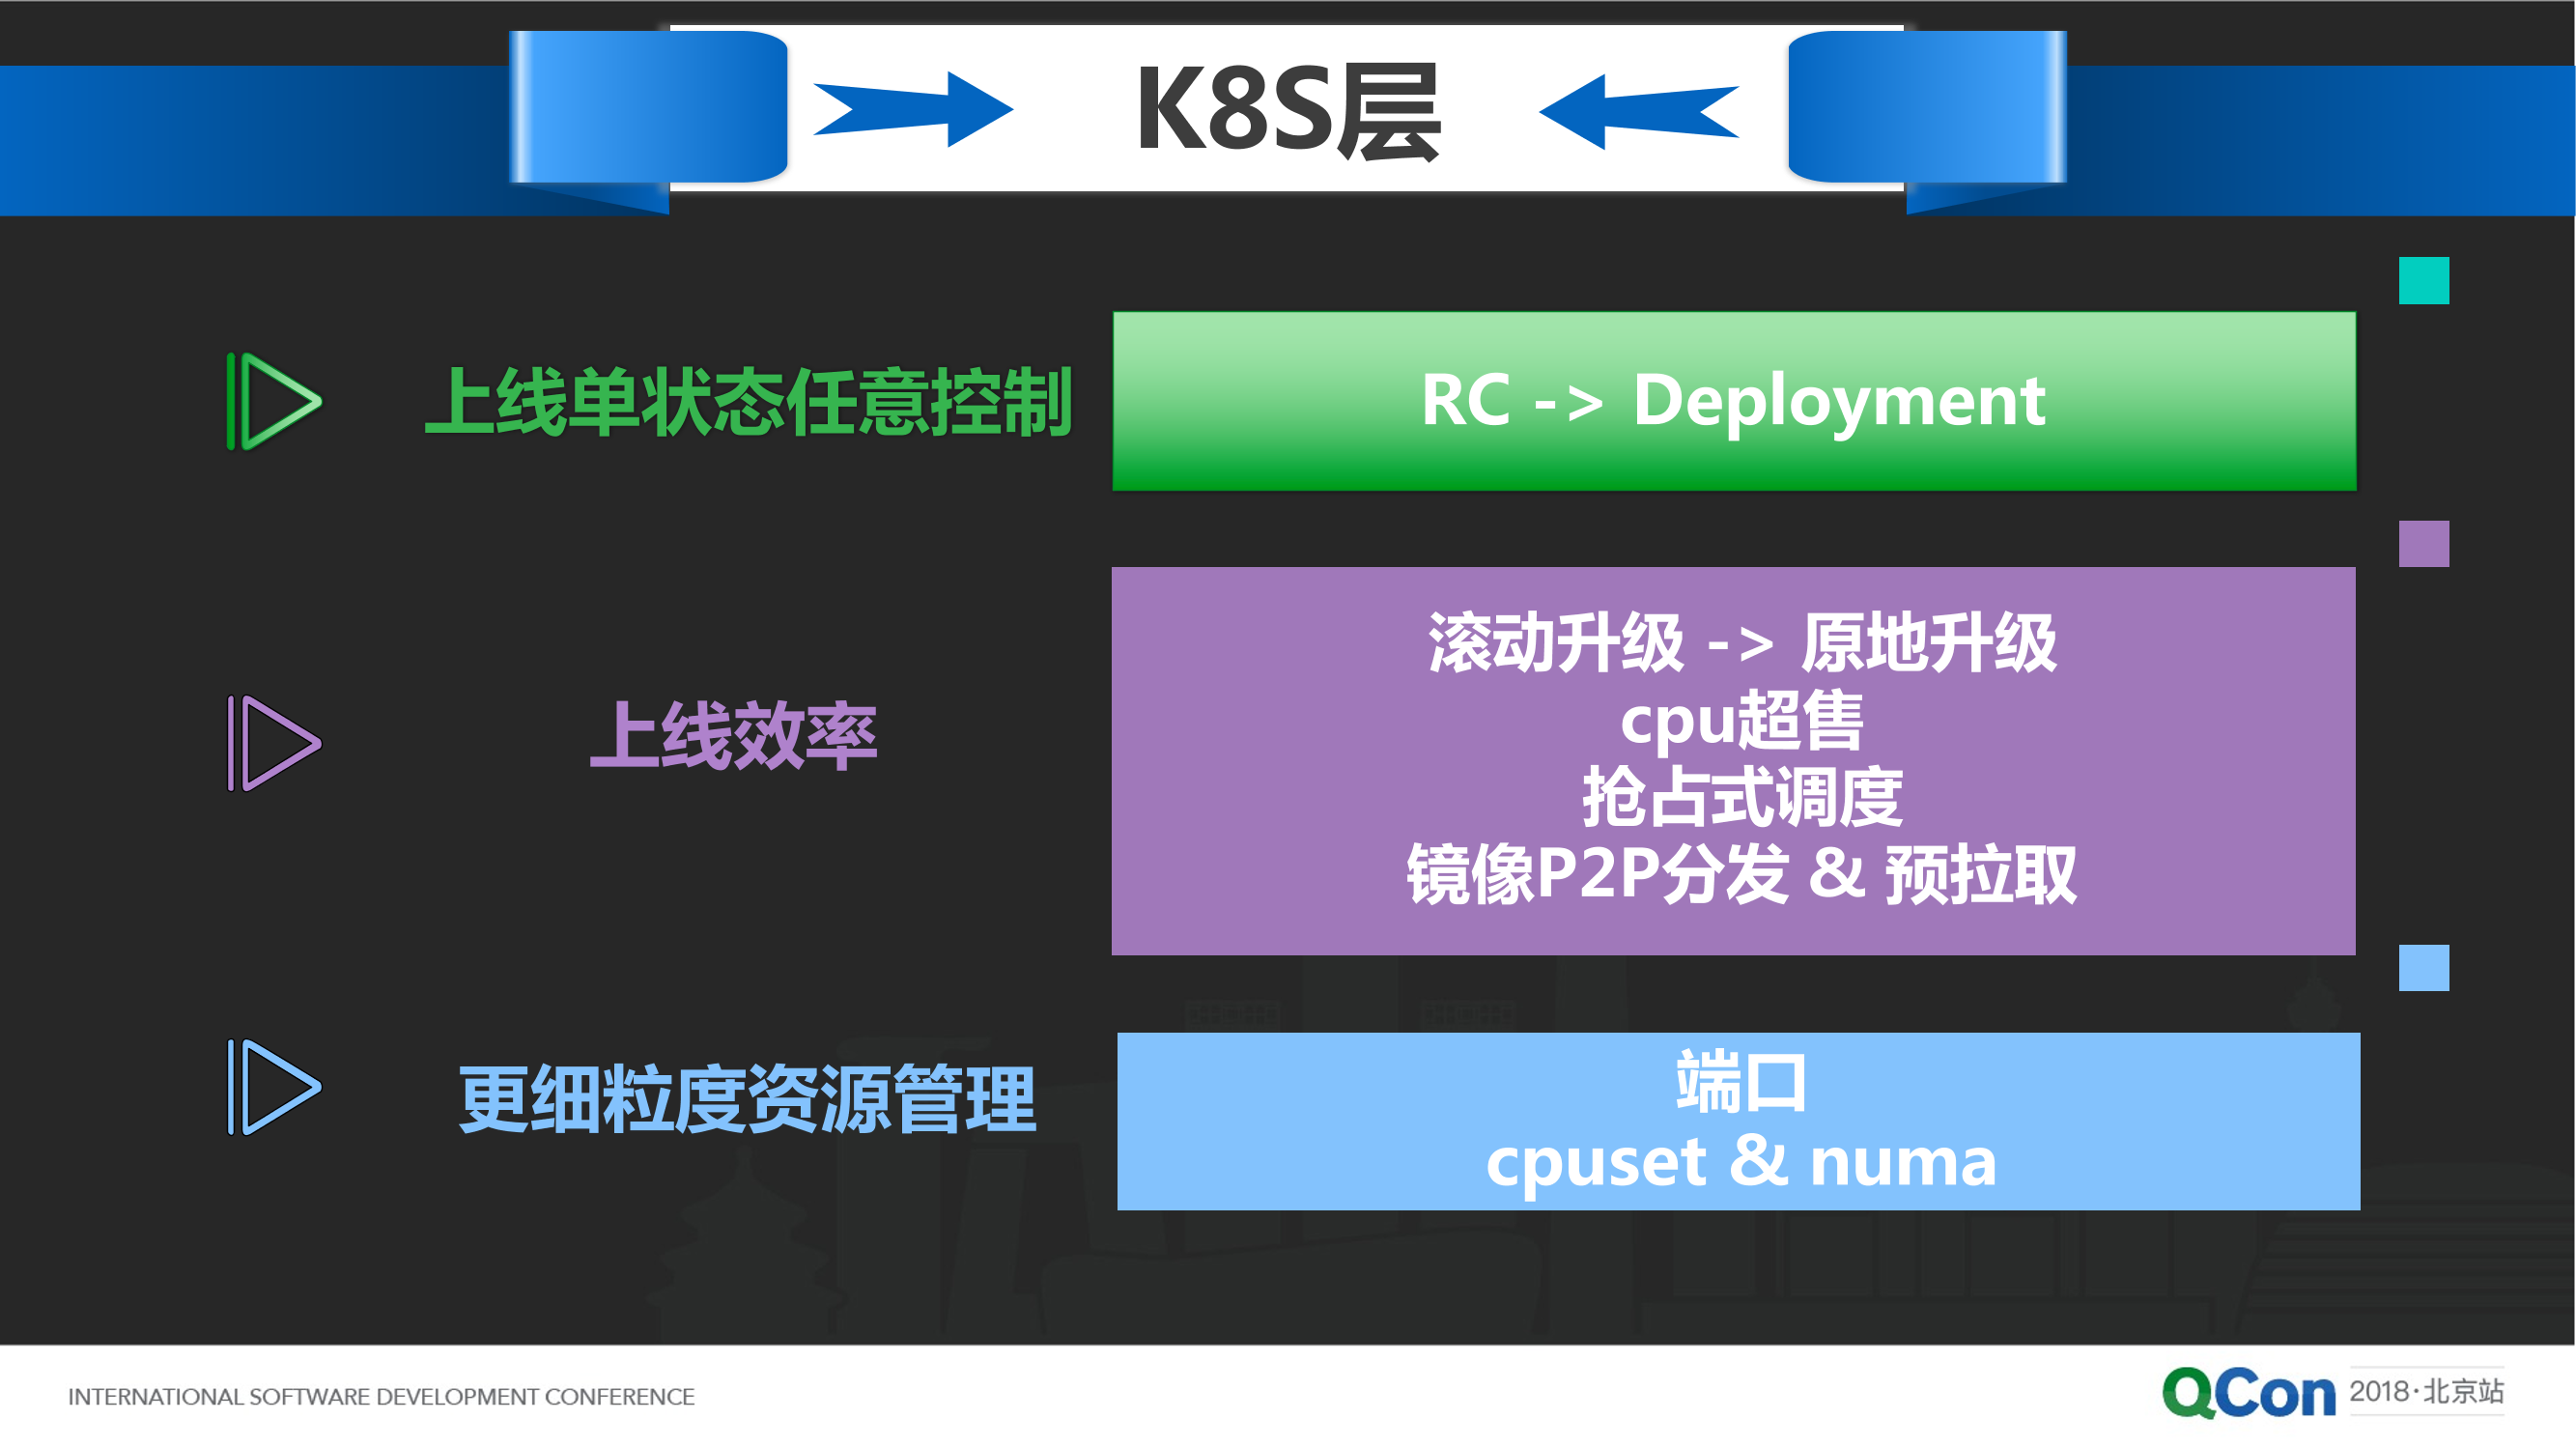 K8S层
上线单状态任意控制
RC -> Deployment
上线效率
滚动升级 -> 原地升级
cpu超售
抢占式调度
镜像P2P分发 & 预拉取
更细粒度资源管理
端口
cpuset & numa
INTERNATIONAL SOFTWARE DEVELOPMENT CONFERENCE
QCon 2018·北京站